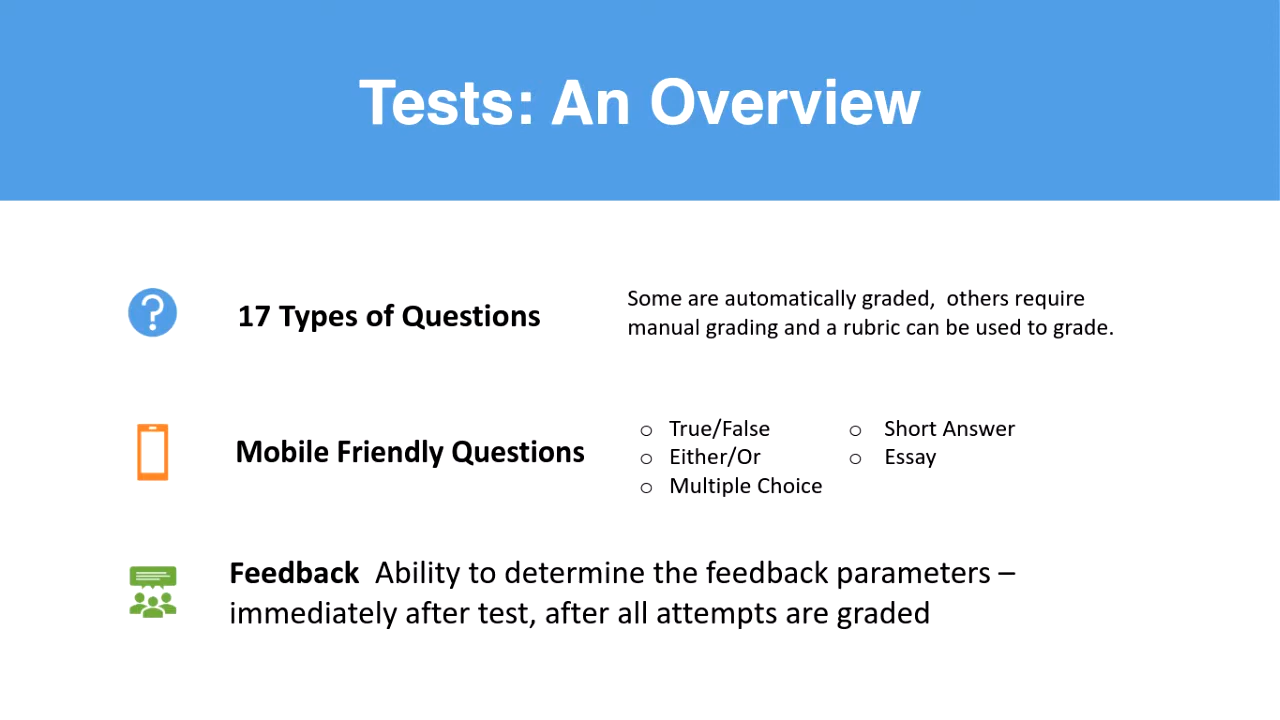 Tests: An Overview
17 Types of Questions
Some are automatically graded,  others require
manual grading and a rubric can be used to grade.
Mobile Friendly Questions
o True/False
o Either/Or
o Multiple Choice
o Short Answer
o Essay
Feedback  Ability to determine the feedback parameters –
immediately after test, after all attempts are graded